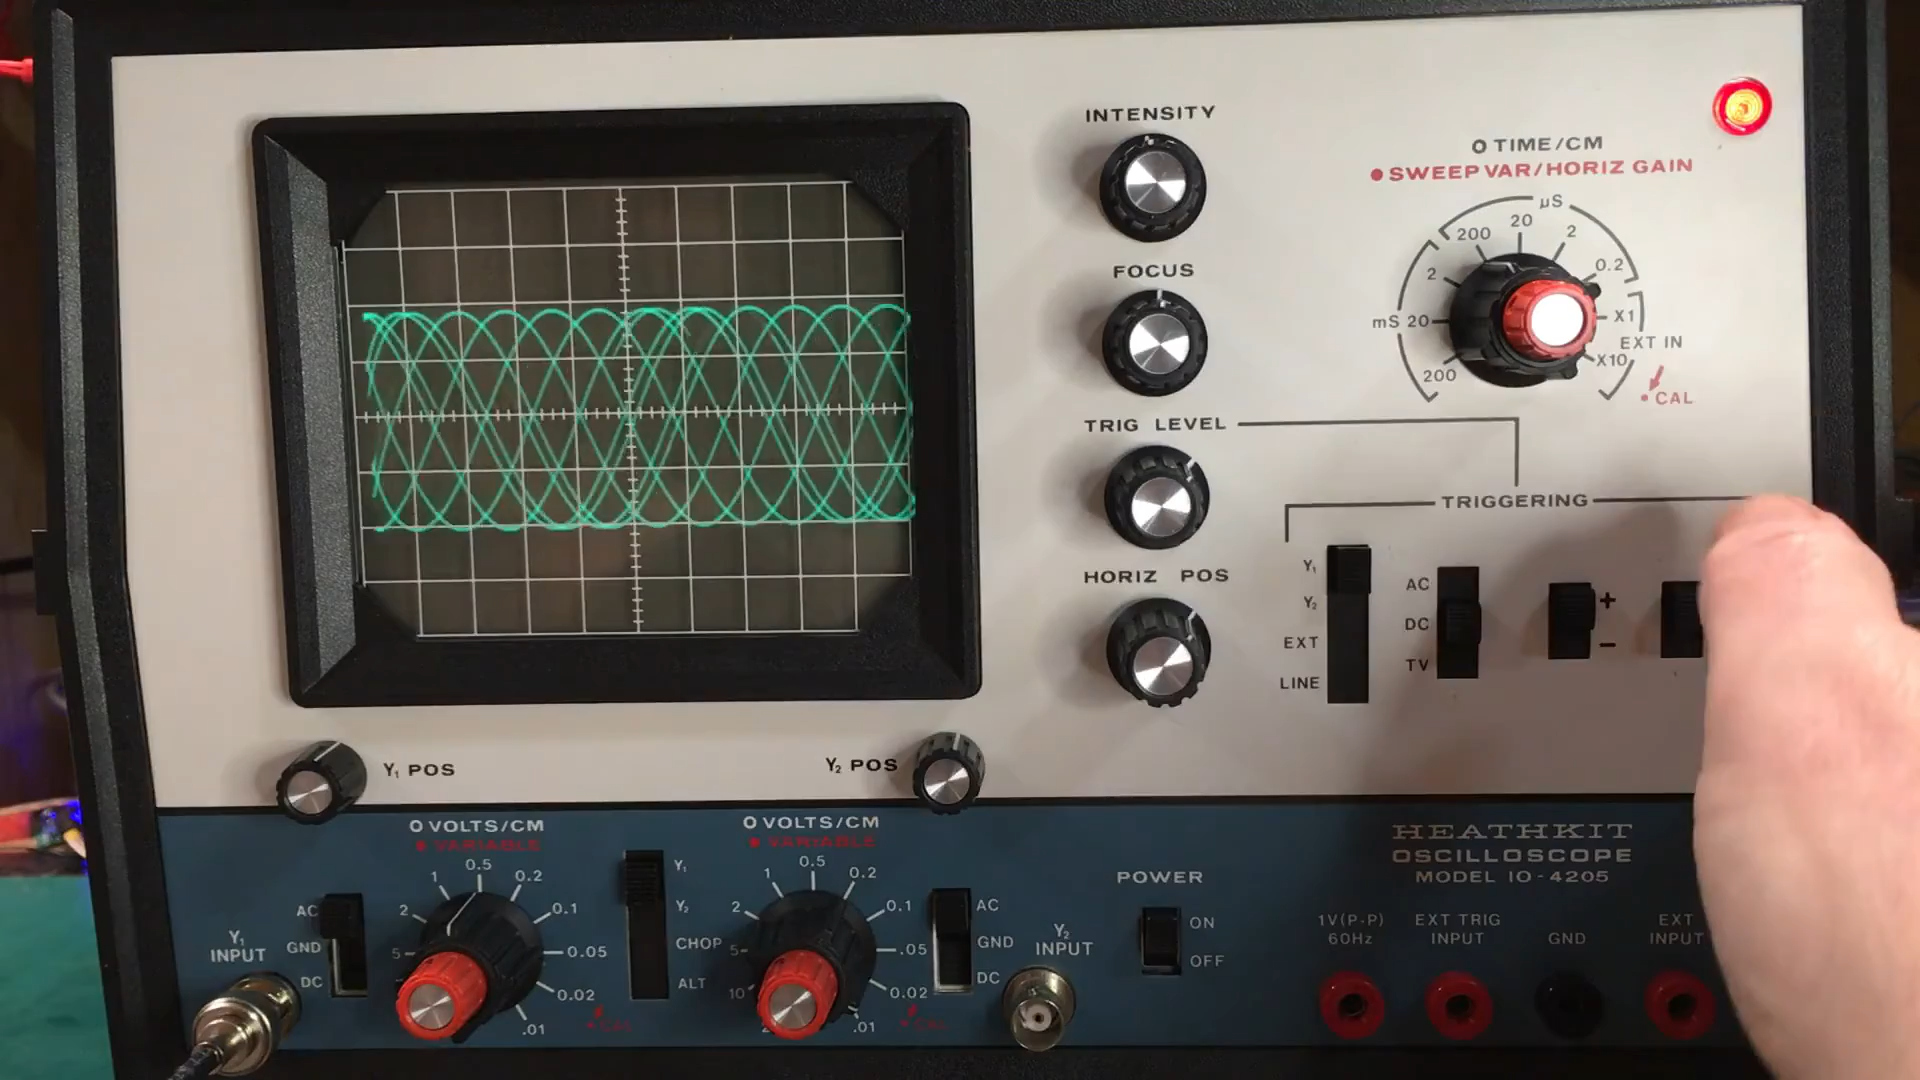 INTENSITY
FOCUS
TRIG LEVEL
HORIZ POS
O TIME/CM
● SWEEP VAR/HORIZ GAIN
µS
200
20
2
0.2
2
mS 20
200
X1
EXT IN
X10
● CAL
TRIGGERING
Y₁
Y₂
EXT
LINE
AC
DC
TV
+
−
Y₁ POS
Y₂ POS
O VOLTS/CM
● VARIABLE
0.5
1
0.2
2
0.1
5
0.05
0.02
.01
● CAL
AC
GND
DC
Y₁
INPUT
Y₁
Y₂
CHOP
ALT
O VOLTS/CM
● VARIABLE
0.5
1
0.2
2
0.1
5
.05
10
0.02
.01
● CAL
AC
GND
DC
Y₂
INPUT
POWER
ON
OFF
HEATHKIT
OSCILLOSCOPE
MODEL IO-4205
1V(P-P)
60Hz
EXT TRIG
INPUT
GND
EXT
INPUT